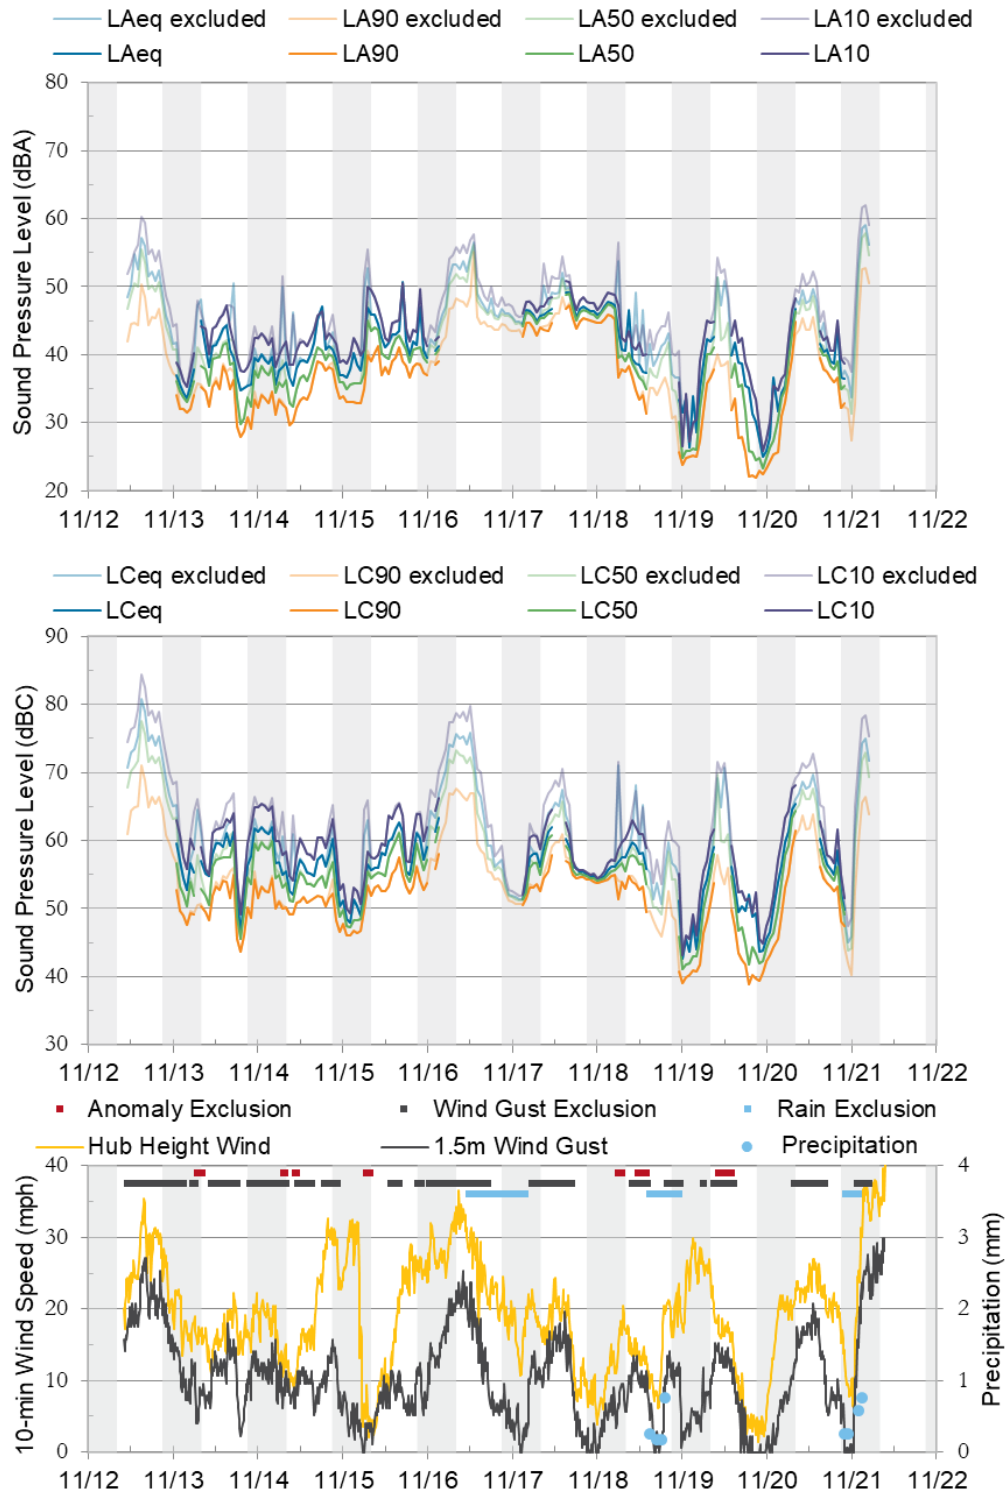 LAeq excluded LA90 excluded LA50 excluded LA10 excluded
LAeq LA90 LA50 LA10
Sound Pressure Level (dBA)
80
70
60
50
40
30
20
11/12 11/13 11/14 11/15 11/16 11/17 11/18 11/19 11/20 11/21 11/22
LCeq excluded LC90 excluded LC50 excluded LC10 excluded
LCeq LC90 LC50 LC10
Sound Pressure Level (dBC)
90
80
70
60
50
40
30
11/12 11/13 11/14 11/15 11/16 11/17 11/18 11/19 11/20 11/21 11/22
Anomaly Exclusion Wind Gust Exclusion Rain Exclusion
Hub Height Wind 1.5m Wind Gust Precipitation
10-min Wind Speed (mph)
40 4
30 3
20 2
10 1
0 0
Precipitation (mm)
11/12 11/13 11/14 11/15 11/16 11/17 11/18 11/19 11/20 11/21 11/22